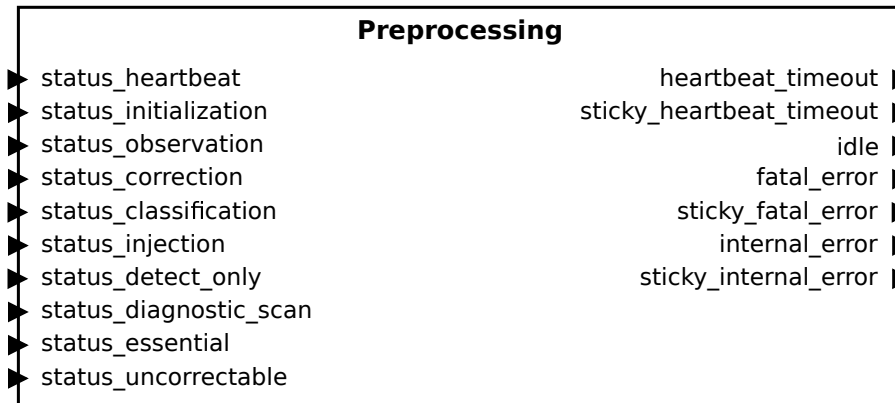 Preprocessing
status_heartbeat
status_initialization
status_observation
status_correction
status_classification
status_injection
status_detect_only
status_diagnostic_scan
status_essential
status_uncorrectable
heartbeat_timeout
sticky_heartbeat_timeout
idle
fatal_error
sticky_fatal_error
internal_error
sticky_internal_error